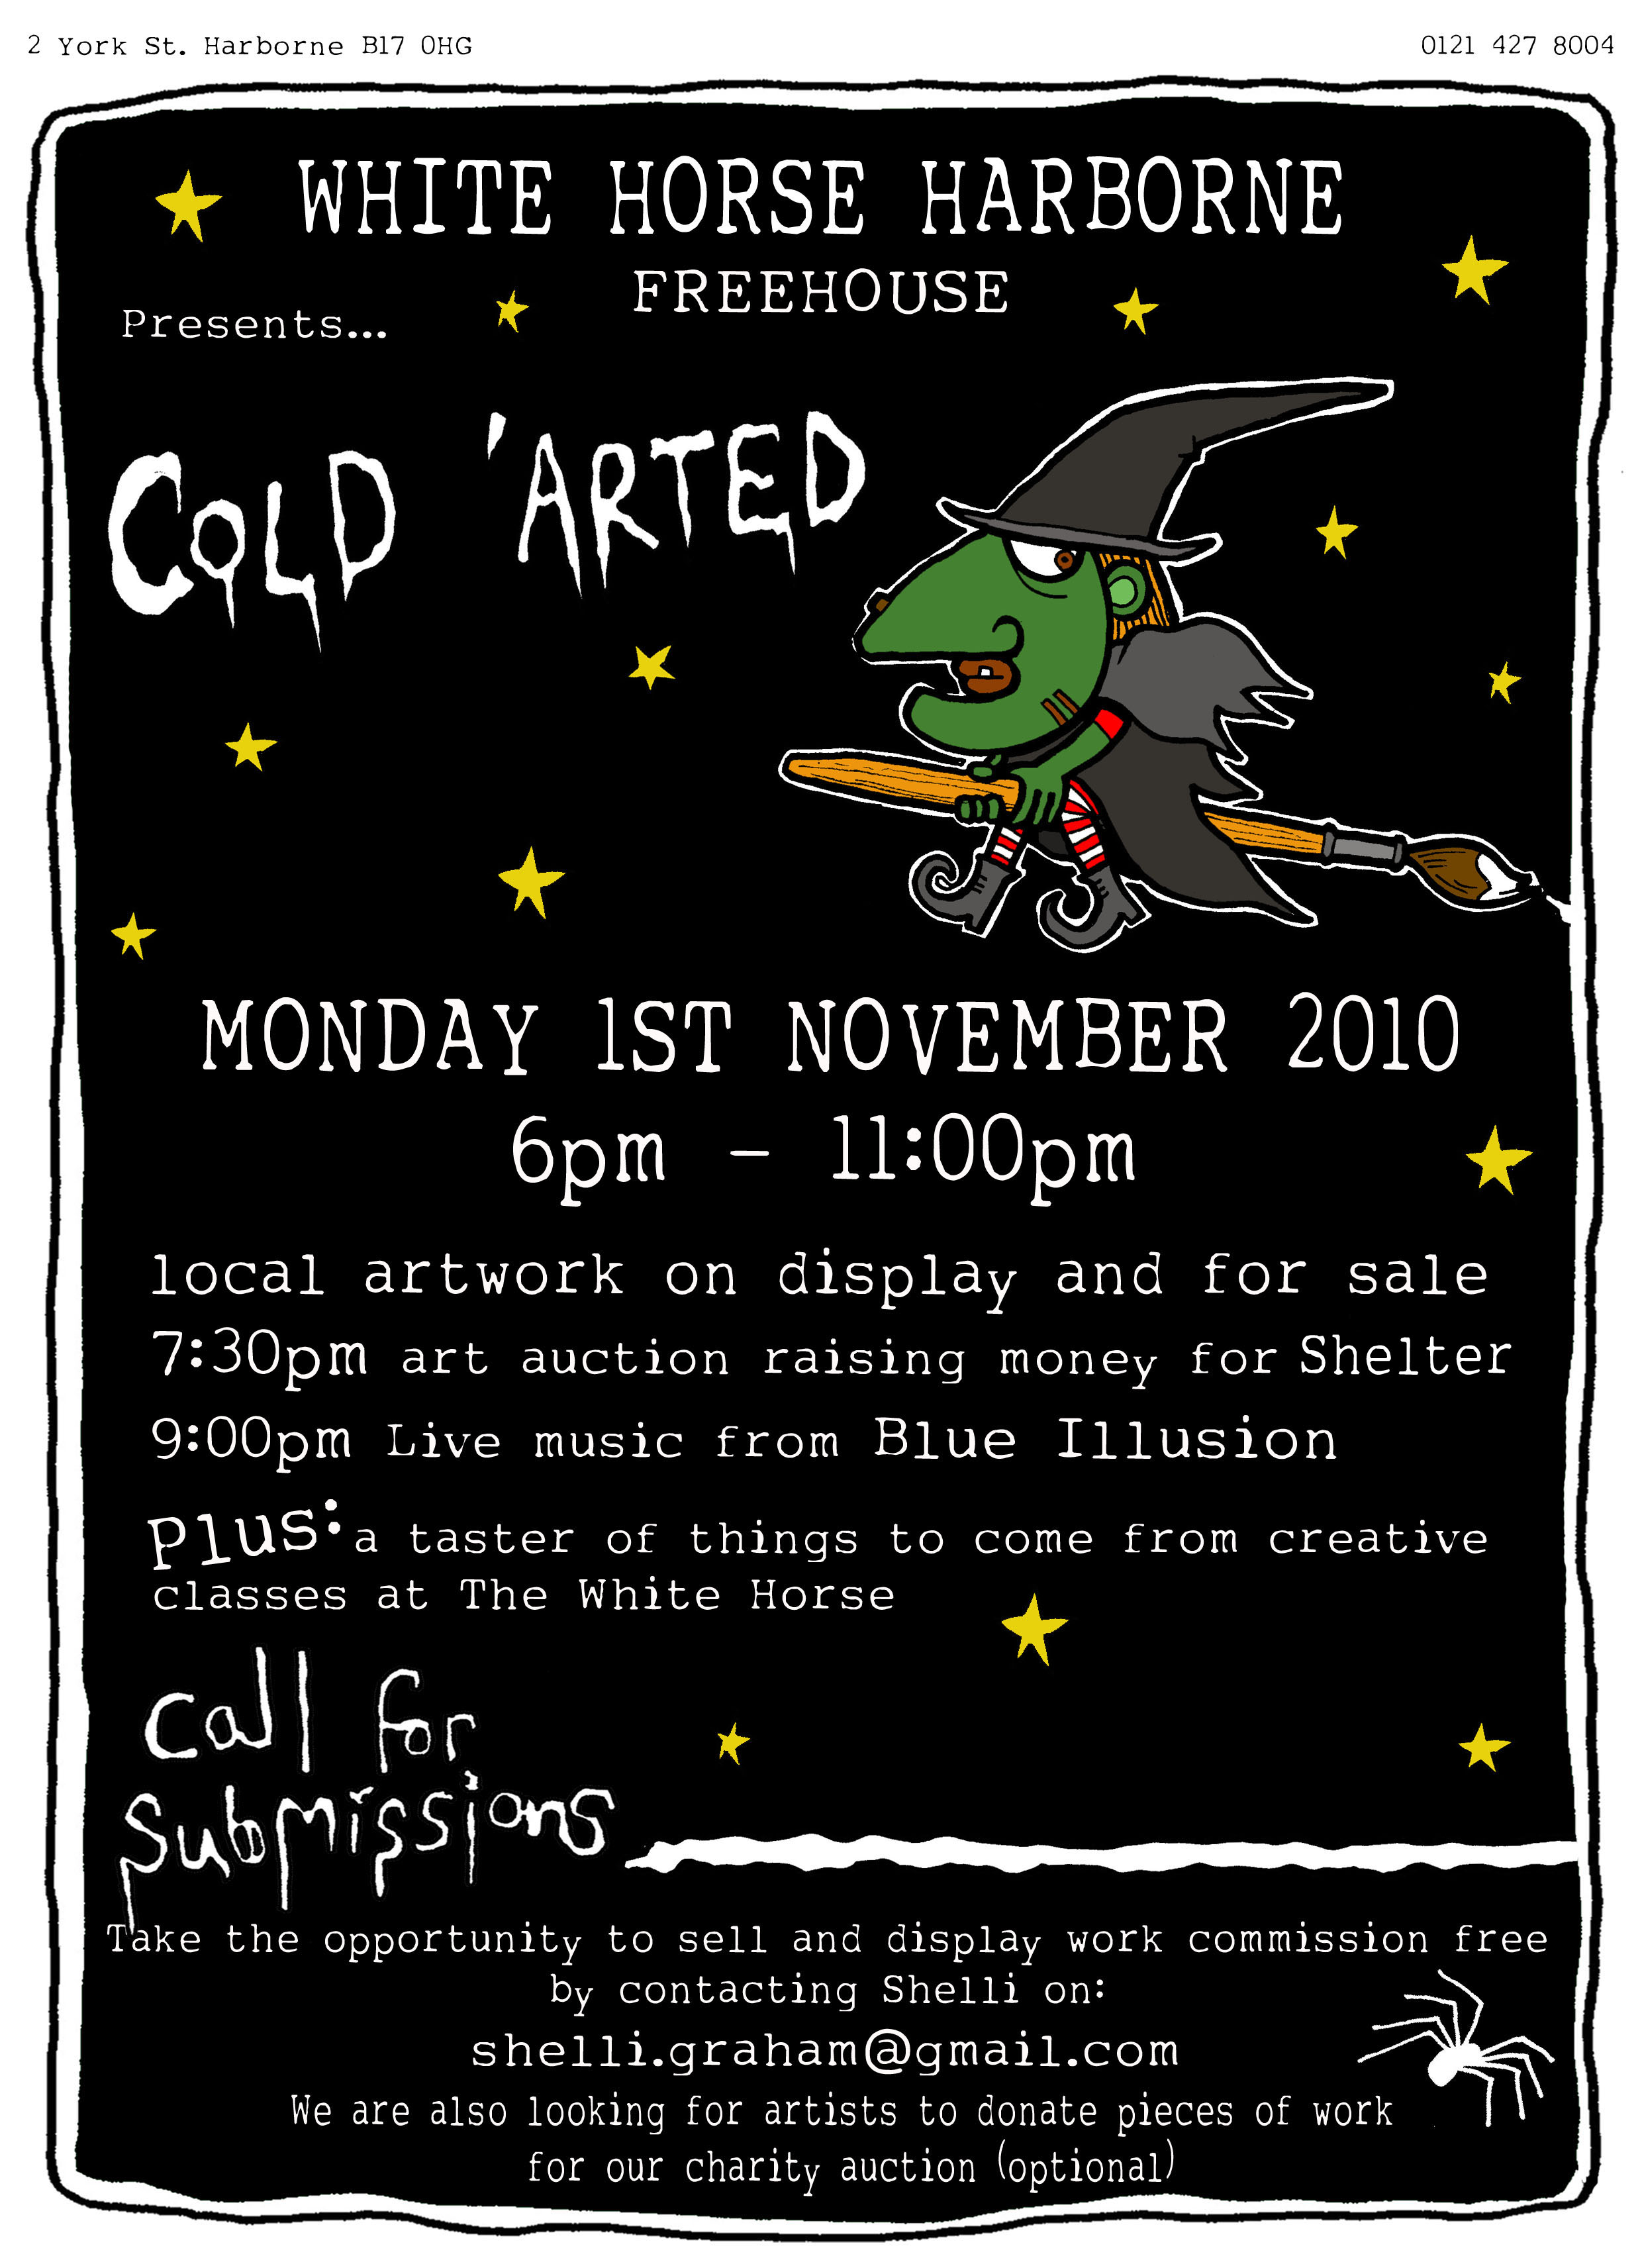 2 York St. Harborne B17 0HG
0121 427 8004
WHITE HORSE HARBORNE
FREEHOUSE
Presents...
COLD 'ARTED
MONDAY 1ST NOVEMBER 2010
6pm - 11:00pm
local artwork on display and for sale
7:30pm art auction raising money for Shelter
9:00pm Live music from Blue Illusion
Plus: a taster of things to come from creative
classes at The White Horse
Call for
submissions
Take the opportunity to sell and display work commission free
by contacting Shelli on:
shelli.graham@gmail.com
We are also looking for artists to donate pieces of work
for our charity auction (optional)